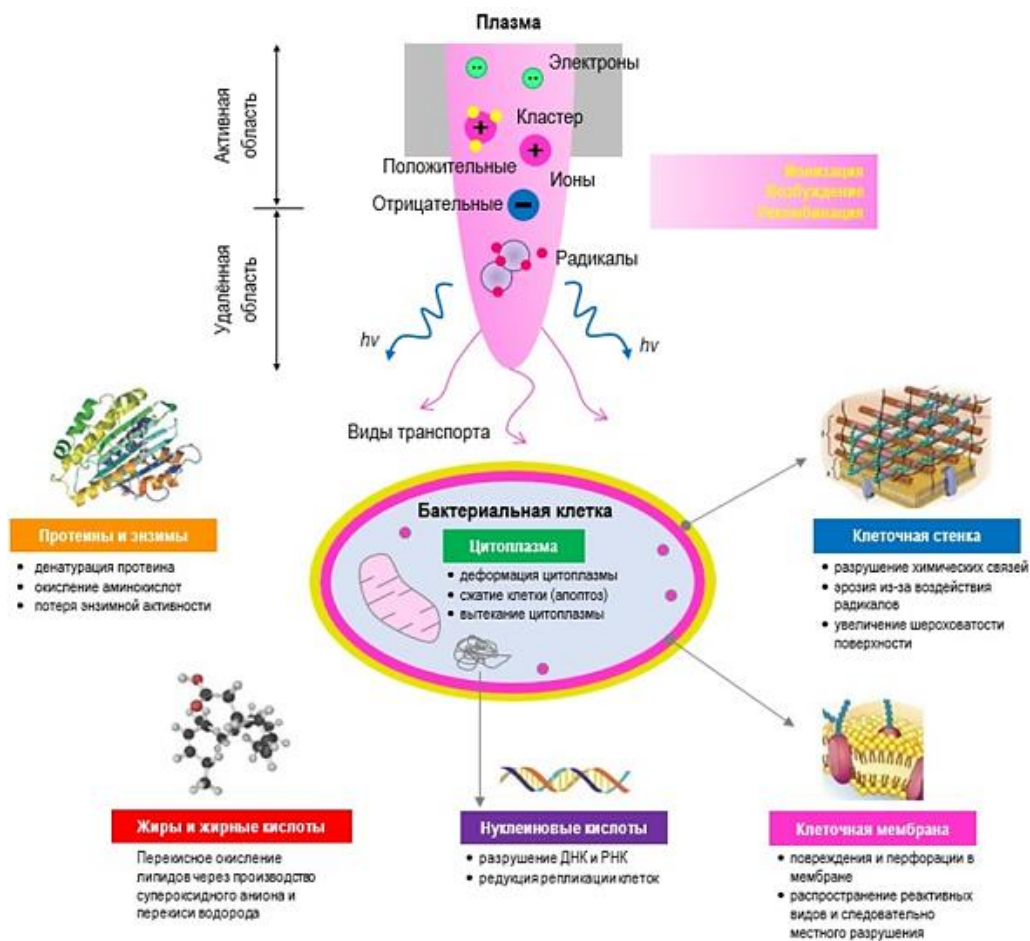 Плазма
Активная
область
Удалённая
область
Электроны
Кластер
Положительные
Ионы
Отрицательные
Радикалы
Ионизация
Возбуждение
Рекомбинация
hv
hv
Виды транспорта
Бактериальная клетка
Цитоплазма
• деформация цитоплазмы
• сжатие клетки (апоптоз)
• вытекание цитоплазмы
Протеины и энзимы
• денатурация протеина
• окисление аминокислот
• потеря энзимной активности
Клеточная стенка
• разрушение химических связей
• эрозия из-за воздействия
радикалов
• увеличение шероховатости
поверхности
Жиры и жирные кислоты
Перекисное окисление
липидов через производство
супероксидного аниона и
перекиси водорода
Нуклеиновые кислоты
• разрушение ДНК и РНК
• редукция репликации клеток
Клеточная мембрана
• повреждения и перфорации в
мембране
• распространение реактивных
видов и следовательно
местного разрушения